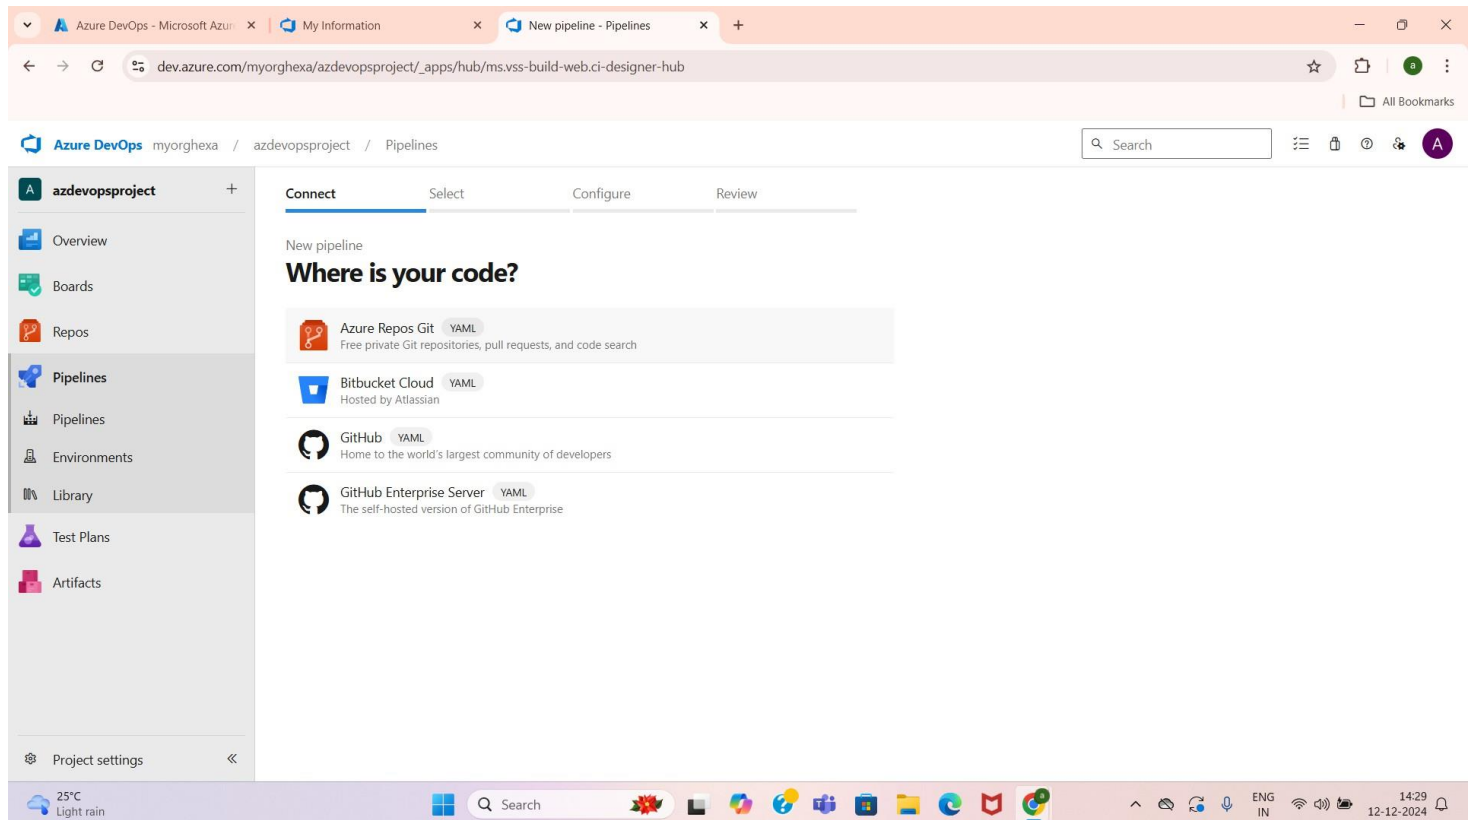 Azure DevOps - Microsoft Azur
My Information
New pipeline - Pipelines
dev.azure.com/myorghexa/azdevopsproject/_apps/hub/ms.vss-build-web.ci-designer-hub
a
All Bookmarks
Azure DevOps myorghexa / azdevopsproject / Pipelines
Search
A
A azdevopsproject +
Overview
Boards
Repos
Pipelines
Pipelines
Environments
Library
Test Plans
Artifacts
Project settings
Connect Select Configure Review
New pipeline
Where is your code?
Azure Repos Git YAML
Free private Git repositories, pull requests, and code search
Bitbucket Cloud YAML
Hosted by Atlassian
GitHub YAML
Home to the world's largest community of developers
GitHub Enterprise Server YAML
The self-hosted version of GitHub Enterprise
25°C
Light rain
Search
a
ENG
IN
14:29
12-12-2024